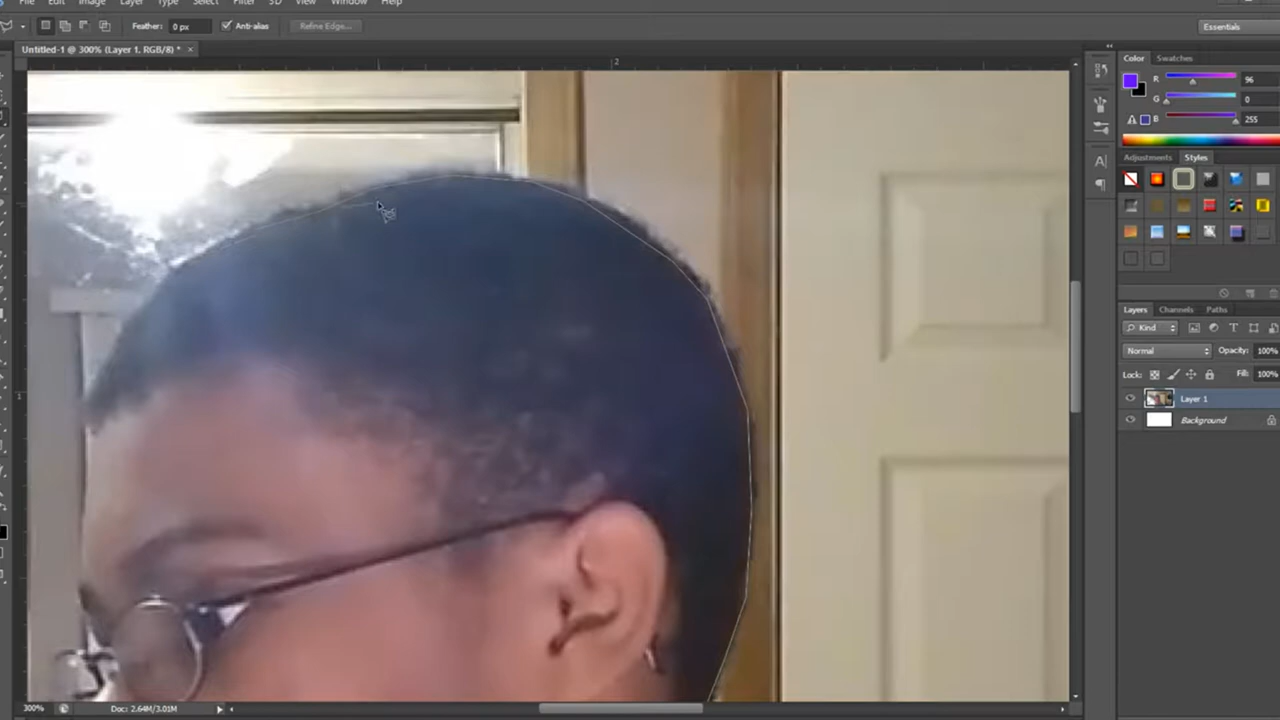 File Edit Image Layer Type Select Filter 3D View Window Help
Feather: 0 px Anti-alias Refine Edge... Essentials
Untitled-1 @ 300% (Layer 1, RGB/8) * ×
2
Color Swatches
R 96
G 0
B 255
Adjustments Styles
Layers Channels Paths
Kind
Normal Opacity: 100%
Lock: Fill: 100%
Layer 1
Background
300% Doc: 2.64M/3.01M